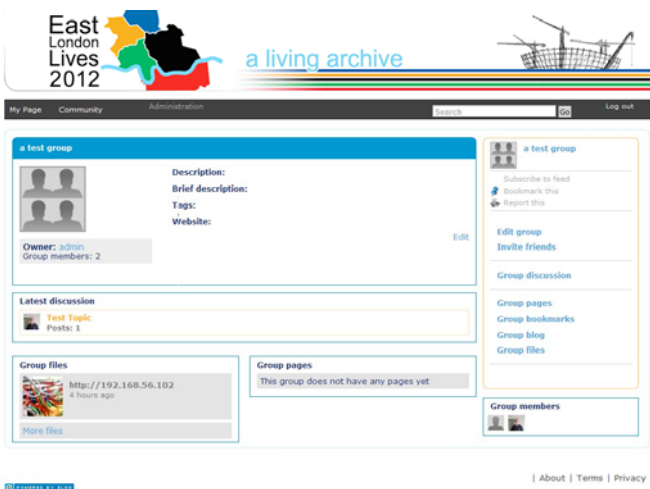 East
London
Lives
2012
a living archive
My Page Community Administration Search Go Log out
a test group
Description:
Brief description:
Tags:
Website:
Edit
Owner: admin
Group members: 2
Latest discussion
Test Topic
Posts: 1
Group files
http://192.168.56.102
4 hours ago
More files
Group pages
This group does not have any pages yet
a test group
Subscribe to feed
Bookmark this
Report this
Edit group
Invite friends
Group discussion
Group pages
Group bookmarks
Group blog
Group files
Group members
| About | Terms | Privacy
POWERED BY ELGG